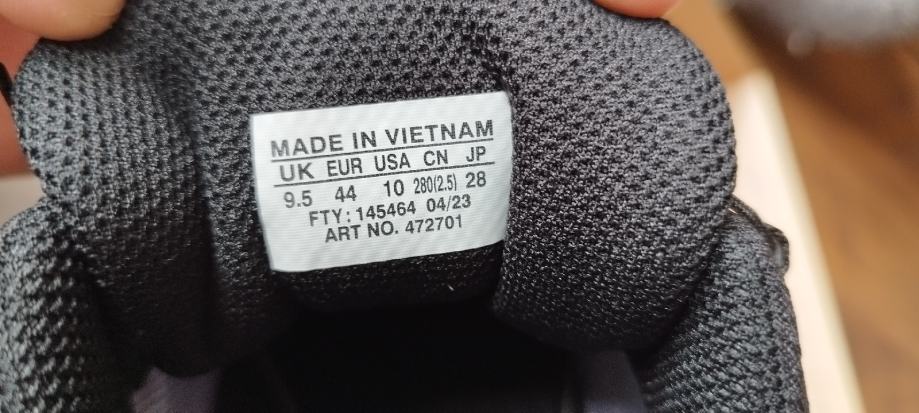 MADE IN VIETNAM
UK EUR USA CN JP
9.5 44 10 280(2.5) 28
FTY: 145464 04/23
ART NO. 472701